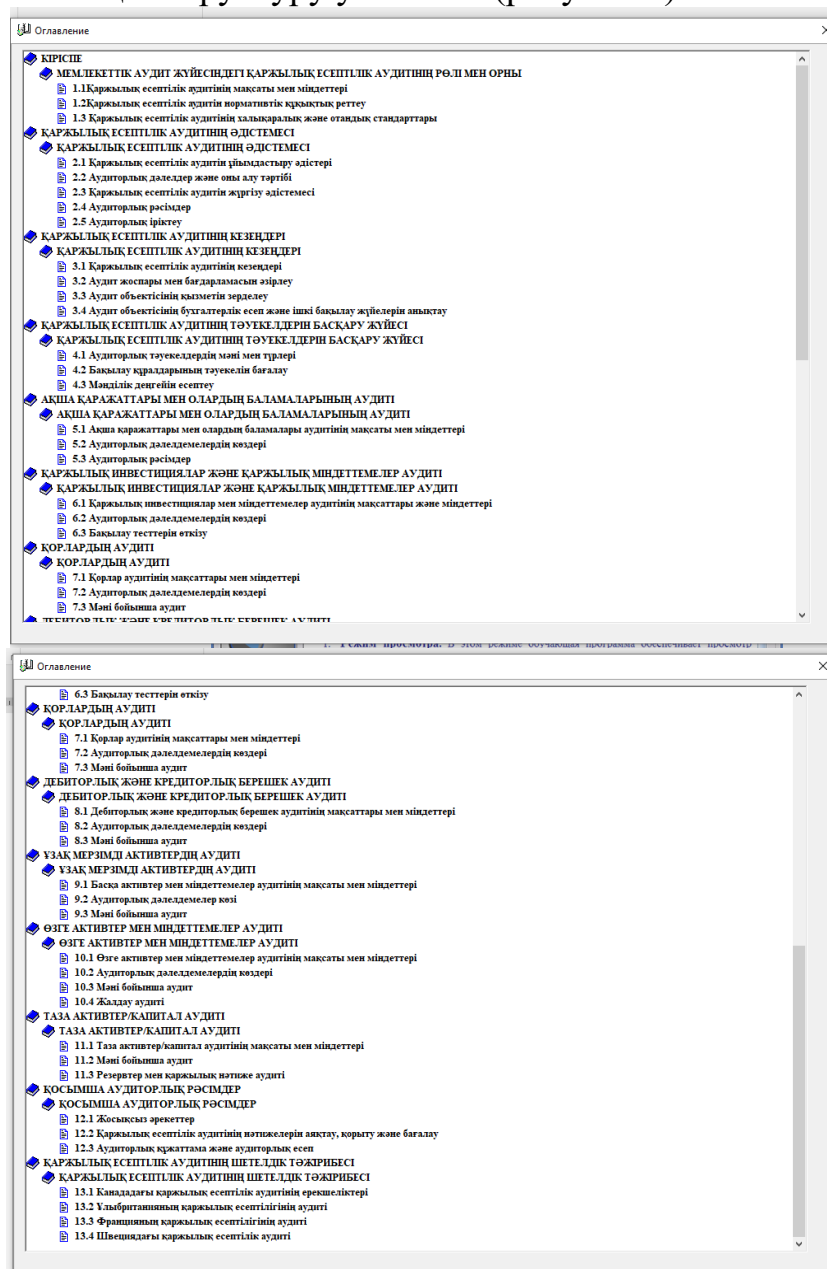 Оглавление
КІРІСПЕ
МЕМЛЕКЕТТІК АУДИТ ЖҮЙЕСІНДЕГІ ҚАРЖЫЛЫҚ ЕСЕПТІЛІК АУДИТІНІҢ РӨЛІ МЕН ОРНЫ
1.1Қаржылық есептілік аудитінің мақсаты мен міндеттері
1.2Қаржылық есептілік аудитін нормативтік құқықтық реттеу
1.3 Қаржылық есептілік аудитінің халықаралық және отандық стандарттары
ҚАРЖЫЛЫҚ ЕСЕПТІЛІК АУДИТІНІҢ ӘДІСТЕМЕСІ
ҚАРЖЫЛЫҚ ЕСЕПТІЛІК АУДИТІНІҢ ӘДІСТЕМЕСІ
2.1 Қаржылық есептілік аудитін ұйымдастыру әдістері
2.2 Аудиторлық дәлелдер және оны алу тәртібі
2.3 Қаржылық есептілік аудитін жүргізу әдістемесі
2.4 Аудиторлық рәсімдер
2.5 Аудиторлық іріктеу
ҚАРЖЫЛЫҚ ЕСЕПТІЛІК АУДИТІНІҢ КЕЗЕҢДЕРІ
ҚАРЖЫЛЫҚ ЕСЕПТІЛІК АУДИТІНІҢ КЕЗЕҢДЕРІ
3.1 Қаржылық есептілік аудитінің кезеңдері
3.2 Аудит жоспары мен бағдарламасын әзірлеу
3.3 Аудит объектісінің қызметін зерделеу
3.4 Аудит объектісінің бухгалтерлік есеп және ішкі бақылау жүйелерін анықтау
ҚАРЖЫЛЫҚ ЕСЕПТІЛІК АУДИТІНІҢ ТӘУЕКЕЛДЕРІН БАСҚАРУ ЖҮЙЕСІ
ҚАРЖЫЛЫҚ ЕСЕПТІЛІК АУДИТІНІҢ ТӘУЕКЕЛДЕРІН БАСҚАРУ ЖҮЙЕСІ
4.1 Аудиторлық тәуекелдердің мәні мен түрлері
4.2 Бақылау құралдарының тәуекелін бағалау
4.3 Мәнділік деңгейін есептеу
АҚША ҚАРАЖАТТАРЫ МЕН ОЛАРДЫҢ БАЛАМАЛАРЫНЫҢ АУДИТІ
АҚША ҚАРАЖАТТАРЫ МЕН ОЛАРДЫҢ БАЛАМАЛАРЫНЫҢ АУДИТІ
5.1 Ақша қаражаттары мен олардың баламалары аудитінің мақсаты мен міндеттері
5.2 Аудиторлық дәлелдемелердің көздері
5.3 Аудиторлық рәсімдер
ҚАРЖЫЛЫҚ ИНВЕСТИЦИЯЛАР ЖӘНЕ ҚАРЖЫЛЫҚ МІНДЕТТЕМЕЛЕР АУДИТІ
ҚАРЖЫЛЫҚ ИНВЕСТИЦИЯЛАР ЖӘНЕ ҚАРЖЫЛЫҚ МІНДЕТТЕМЕЛЕР АУДИТІ
6.1 Қаржылық инвестициялар мен міндеттемелер аудитінің мақсаттары және міндеттері
6.2 Аудиторлық дәлелдемелердің көздері
6.3 Бақылау тесттерін өткізу
ҚОРЛАРДЫҢ АУДИТІ
ҚОРЛАРДЫҢ АУДИТІ
7.1 Қорлар аудитінің мақсаттары мен міндеттері
7.2 Аудиторлық дәлелдемелердің көздері
7.3 Мәні бойынша аудит
ДЕБИТОРЛЫҚ ЖӘНЕ КРЕДИТОРЛЫҚ БЕРЕШЕК АУДИТІ
1. Режим просмотра. В этом режиме обучающая программа обеспечивает просмотр
Оглавление
6.3 Бақылау тесттерін өткізу
ҚОРЛАРДЫҢ АУДИТІ
ҚОРЛАРДЫҢ АУДИТІ
7.1 Қорлар аудитінің мақсаттары мен міндеттері
7.2 Аудиторлық дәлелдемелердің көздері
7.3 Мәні бойынша аудит
ДЕБИТОРЛЫҚ ЖӘНЕ КРЕДИТОРЛЫҚ БЕРЕШЕК АУДИТІ
ДЕБИТОРЛЫҚ ЖӘНЕ КРЕДИТОРЛЫҚ БЕРЕШЕК АУДИТІ
8.1 Дебиторлық және кредиторлық берешек аудитінің мақсаттары мен міндеттері
8.2 Аудиторлық дәлелдемелердің көздері
8.3 Мәні бойынша аудит
ҰЗАҚ МЕРЗІМДІ АКТИВТЕРДІҢ АУДИТІ
ҰЗАҚ МЕРЗІМДІ АКТИВТЕРДІҢ АУДИТІ
9.1 Басқа активтер мен міндеттемелер аудитінің мақсаты мен міндеттері
9.2 Аудиторлық дәлелдемелер көзі
9.3 Мәні бойынша аудит
ӨЗГЕ АКТИВТЕР МЕН МІНДЕТТЕМЕЛЕР АУДИТІ
ӨЗГЕ АКТИВТЕР МЕН МІНДЕТТЕМЕЛЕР АУДИТІ
10.1 Өзге активтер мен міндеттемелер аудитінің мақсаты мен міндеттері
10.2 Аудиторлық дәлелдемелердің көздері
10.3 Мәні бойынша аудит
10.4 Жалдау аудиті
ТАЗА АКТИВТЕР/КАПИТАЛ АУДИТІ
ТАЗА АКТИВТЕР/КАПИТАЛ АУДИТІ
11.1 Таза активтер/капитал аудитінің мақсаты мен міндеттері
11.2 Мәні бойынша аудит
11.3 Резервтер мен қаржылық нәтиже аудиті
ҚОСЫМША АУДИТОРЛЫҚ РӘСІМДЕР
ҚОСЫМША АУДИТОРЛЫҚ РӘСІМДЕР
12.1 Жосықсыз әрекеттер
12.2 Қаржылық есептілік аудитінің нәтижелерін аяқтау, қорыту және бағалау
12.3 Аудиторлық құжаттама және аудиторлық есеп
ҚАРЖЫЛЫҚ ЕСЕПТІЛІК АУДИТІНІҢ ШЕТЕЛДІК ТӘЖІРИБЕСІ
ҚАРЖЫЛЫҚ ЕСЕПТІЛІК АУДИТІНІҢ ШЕТЕЛДІК ТӘЖІРИБЕСІ
13.1 Канададағы қаржылық есептілік аудитінің ерекшеліктері
13.2 Ұлыбританияның қаржылық есептілігінің аудиті
13.3 Францияның қаржылық есептілігінің аудиті
13.4 Швециядағы қаржылық есептілік аудиті